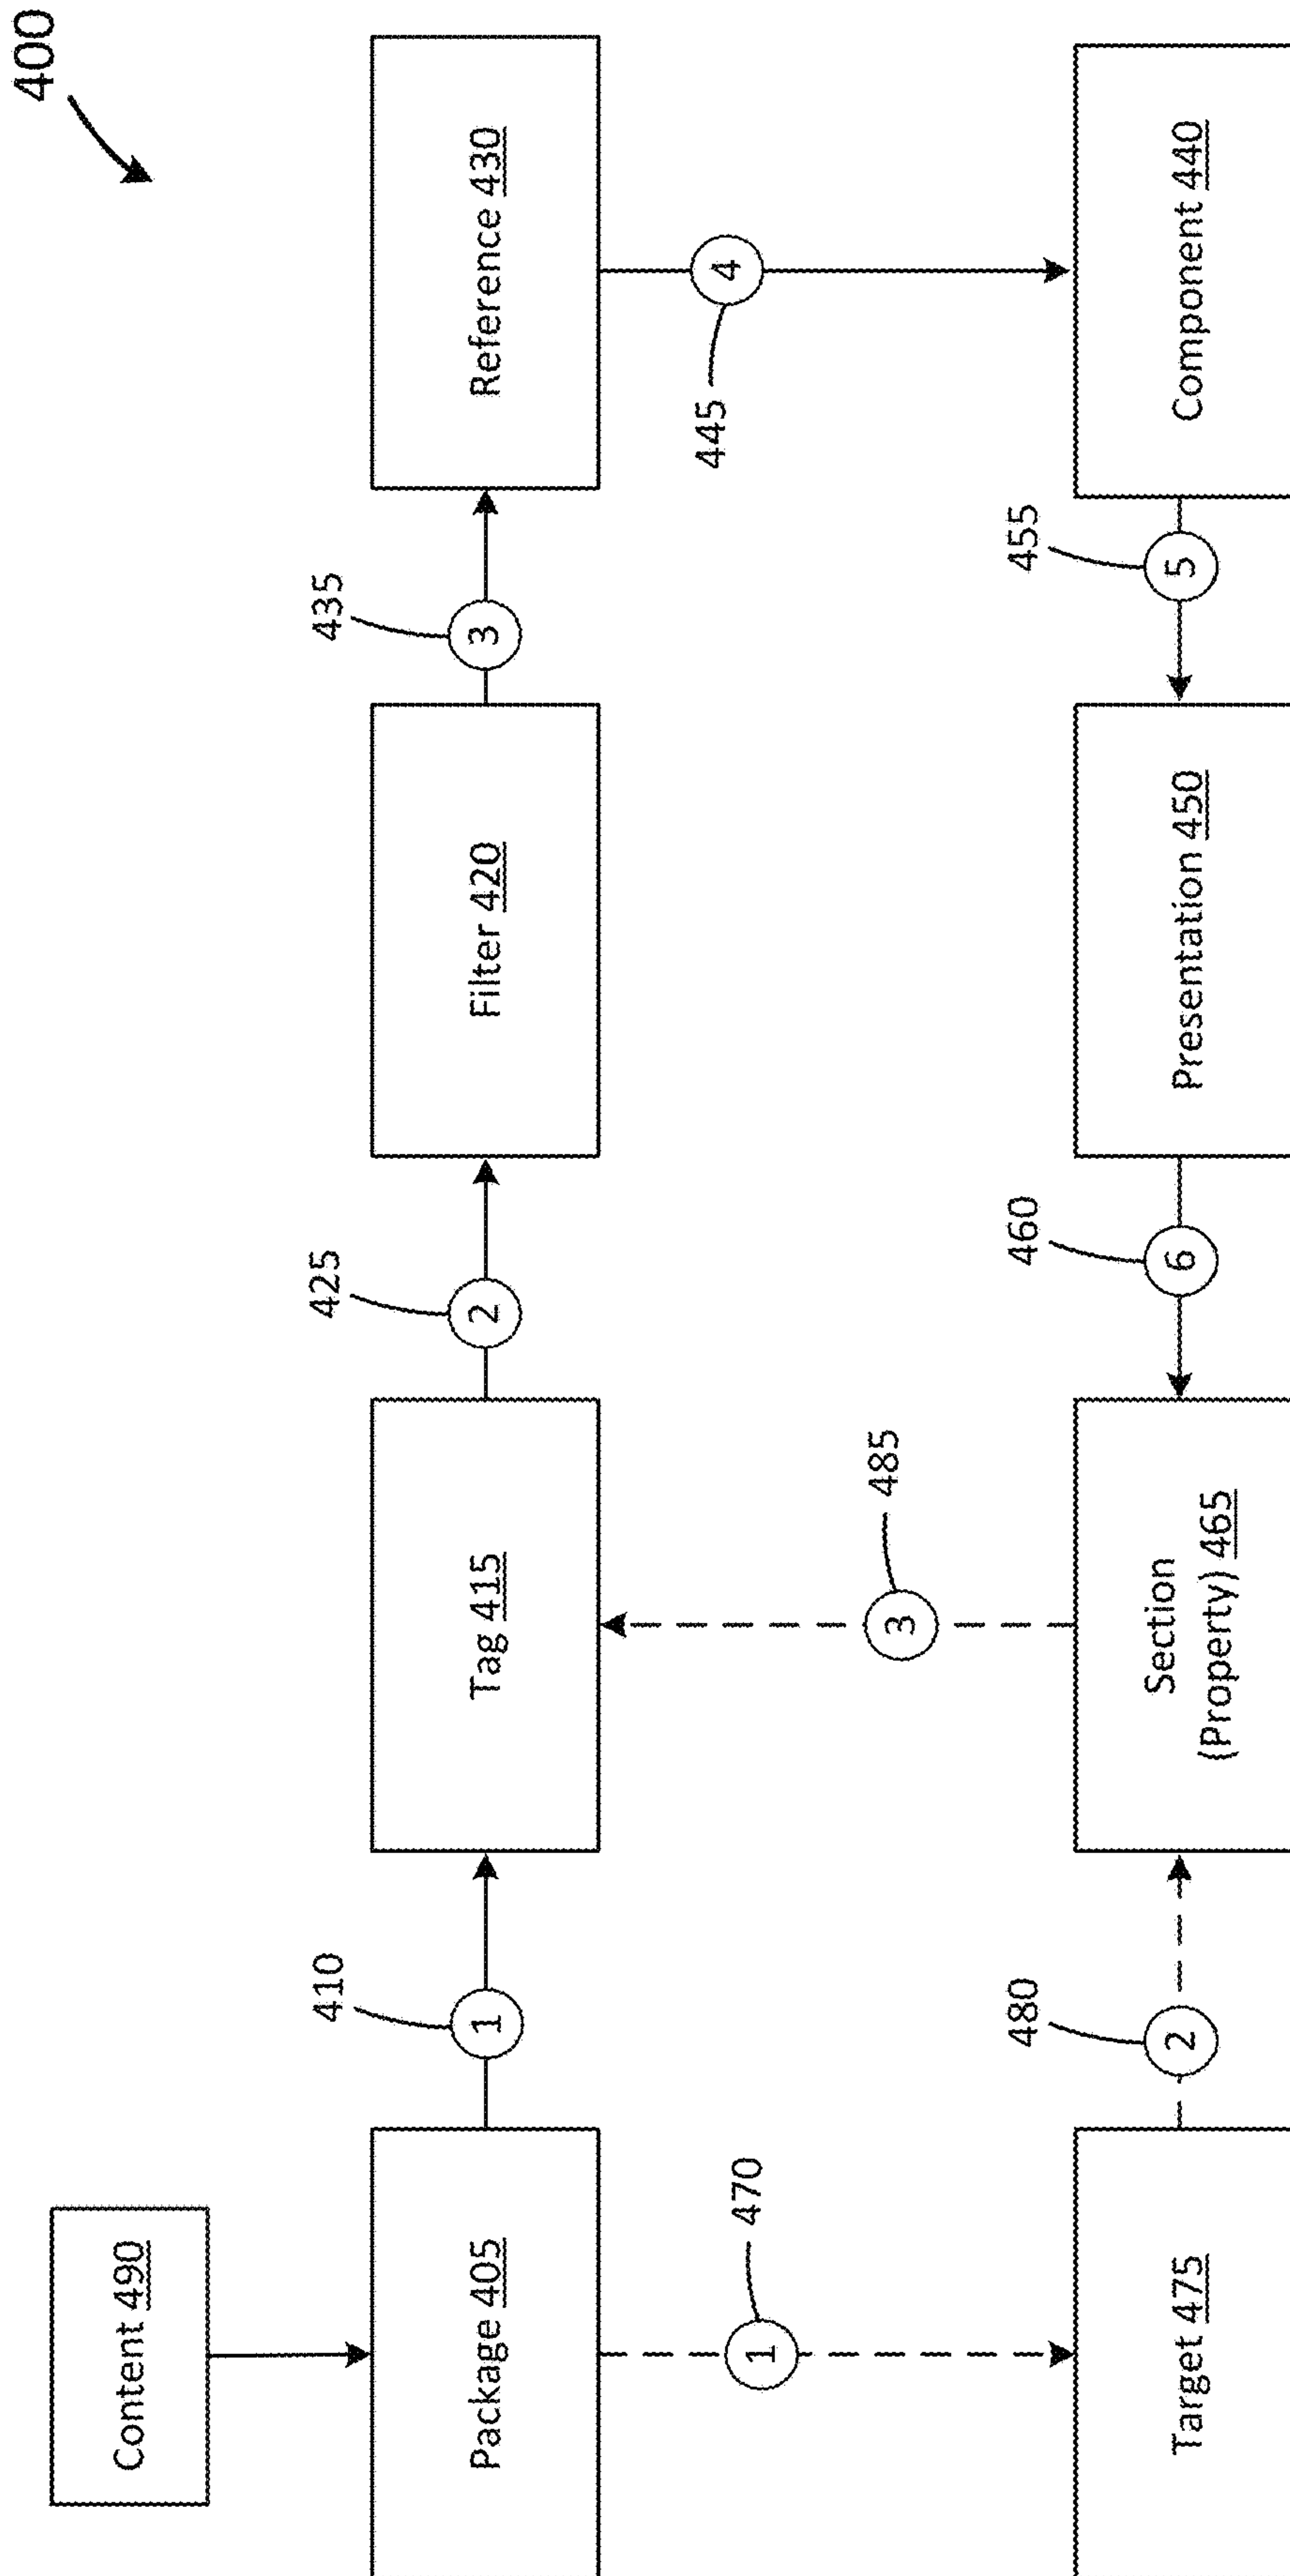 400
Content 490
Package 405
410
1
Tag 415
425
2
Filter 420
435
3
Reference 430
470
1
485
3
445
4
Target 475
480
2
Section
(Property) 465
460
6
Presentation 450
455
5
Component 440